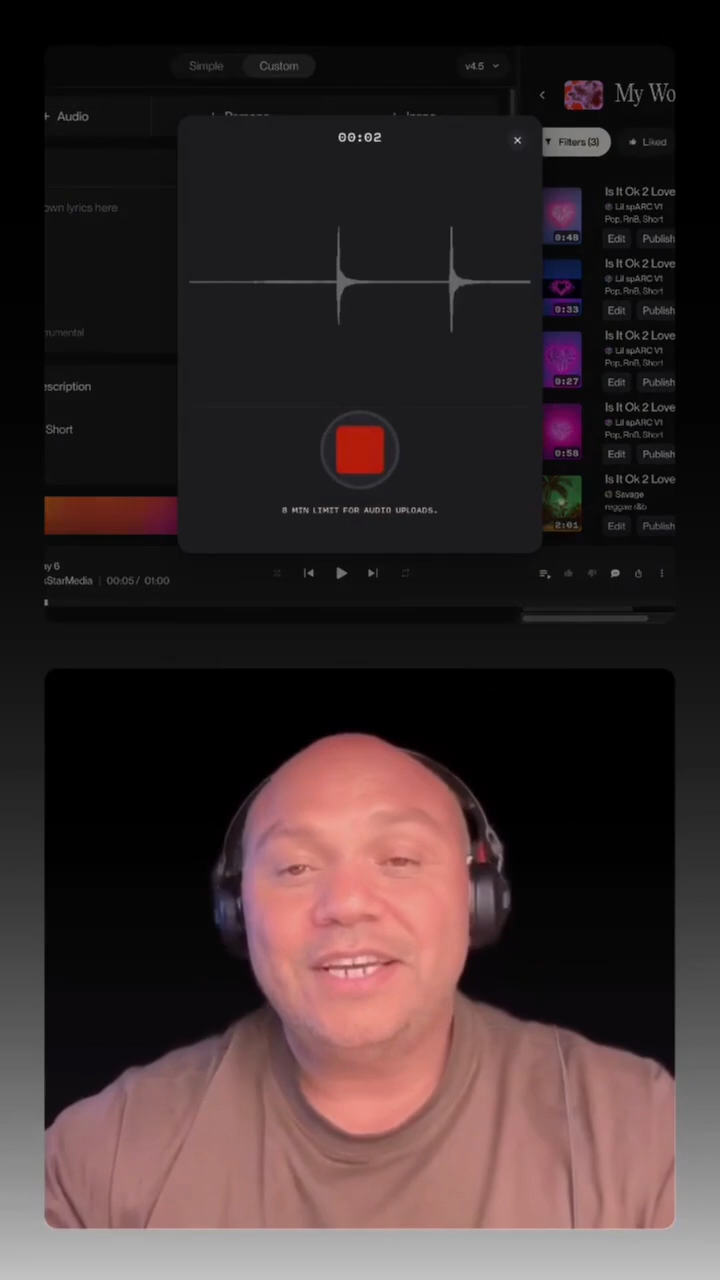 Simple
Custom
v4.5
+ Audio
My Wo
00:02
Filters (3)
Liked
own lyrics here
Is It Ok 2 Love
Lil spARC V1
Pop, RnB, Short
0:48
Edit
Publish
Is It Ok 2 Love
Lil spARC V1
Pop, RnB, Short
0:33
Edit
Publish
rumental
Is It Ok 2 Love
Lil spARC V1
Pop, RnB, Short
0:27
Edit
Publish
escription
Short
Is It Ok 2 Love
Lil spARC V1
Pop, RnB, Short
0:58
Edit
Publish
8 MIN LIMIT FOR AUDIO UPLOADS.
Is It Ok 2 Love
Savage
reggae r&b
2:01
Edit
Publish
ay 6
sStarMedia | 00:05 / 01:00